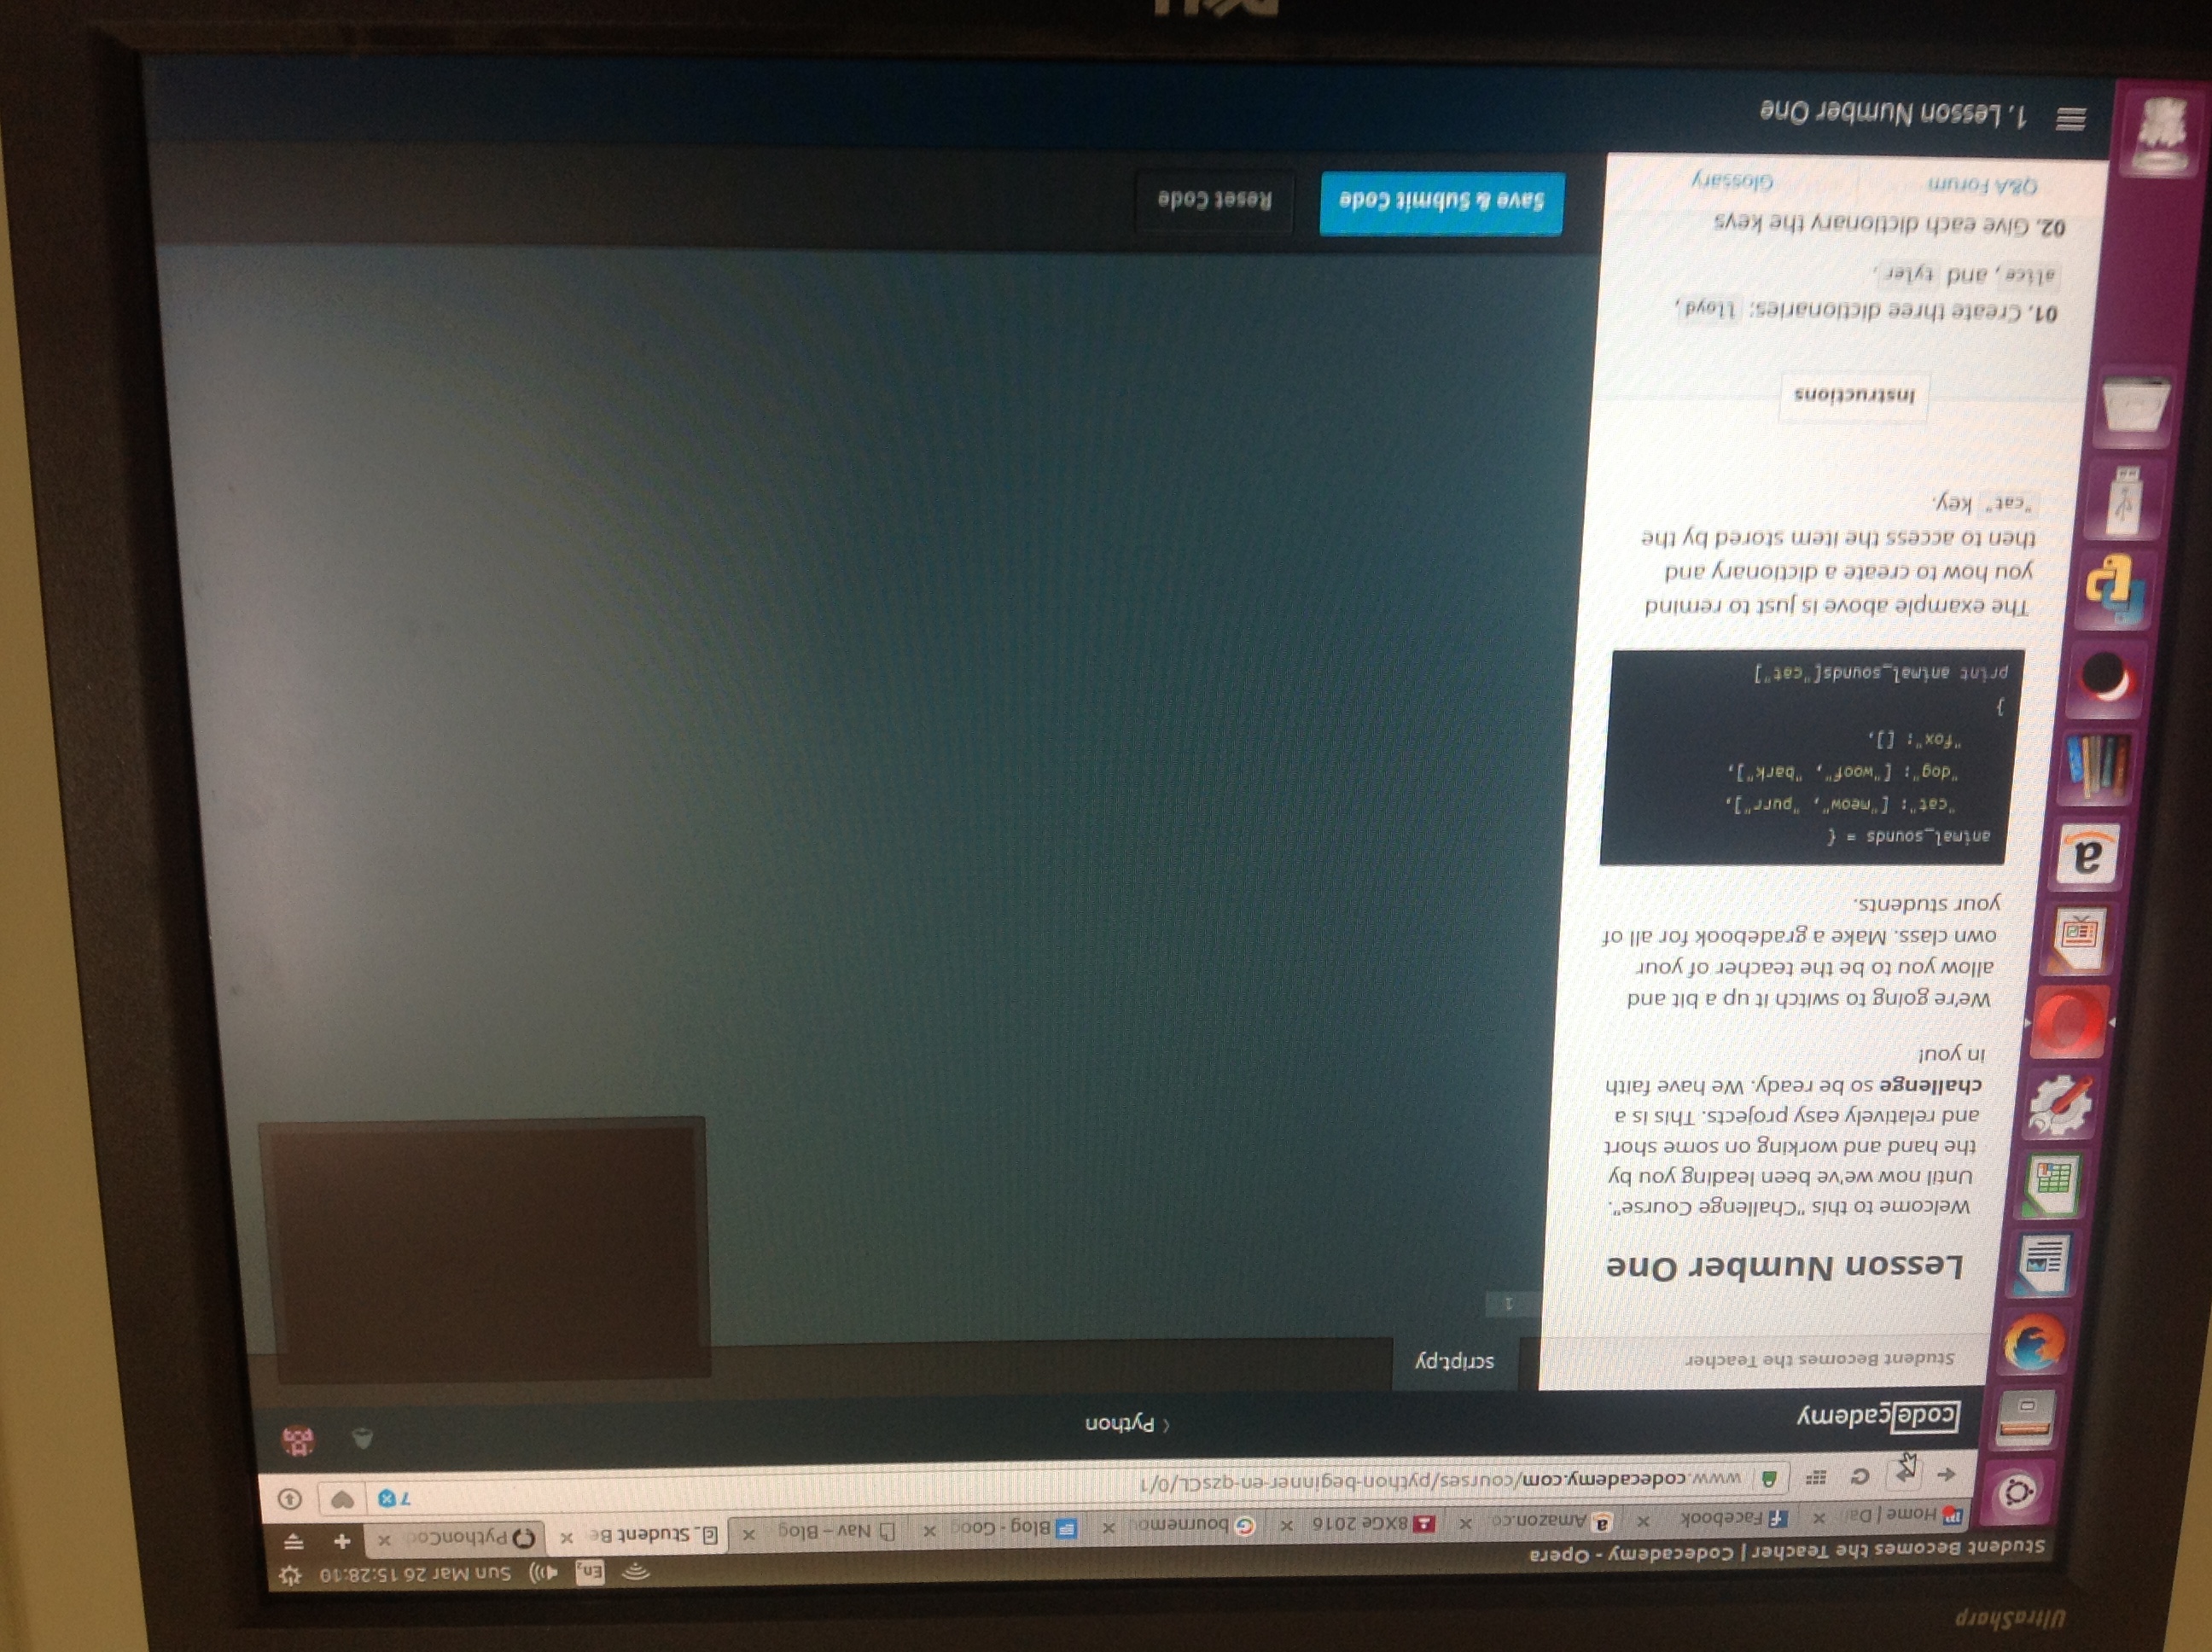 UltraSharp
Student Becomes the Teacher | Codecademy - Opera
En2
Sun Mar 26 15:28:10
Home | Dai
Facebook
Amazon.co
8XGe 2016
bournemou
Blog - Goog
Nav – Blog
Student Be
PythonCod
www.codecademy.com/courses/python-beginner-en-qzsCL/0/1
7
codecademy
Python
Student Becomes the Teacher
script.py
1
Lesson Number One
Welcome to this "Challenge Course".
Until now we've been leading you by
the hand and working on some short
and relatively easy projects. This is a
challenge so be ready. We have faith
in you!
We're going to switch it up a bit and
allow you to be the teacher of your
own class. Make a gradebook for all of
your students.
animal_sounds = {
"cat": ["meow", "purr"],
"dog": ["woof", "bark"],
"fox": [],
}
print animal_sounds["cat"]
The example above is just to remind
you how to create a dictionary and
then to access the item stored by the
"cat" key.
Instructions
01. Create three dictionaries: lloyd,
alice, and tyler.
02. Give each dictionary the keys
Q&A Forum
Glossary
Save & Submit Code
Reset Code
1. Lesson Number One
DELL